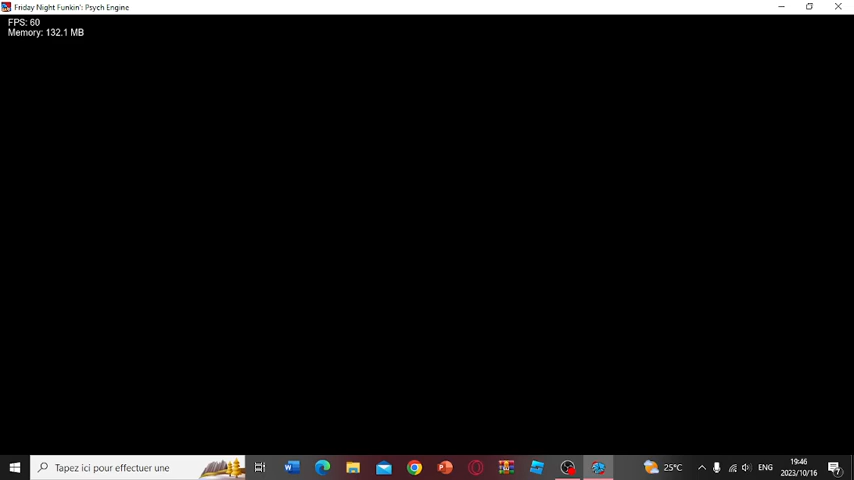 Friday Night Funkin': Psych Engine
FPS: 60
Memory: 132.1 MB
Tapez ici pour effectuer une
25°C
ENG
19:46
2023/10/16
7